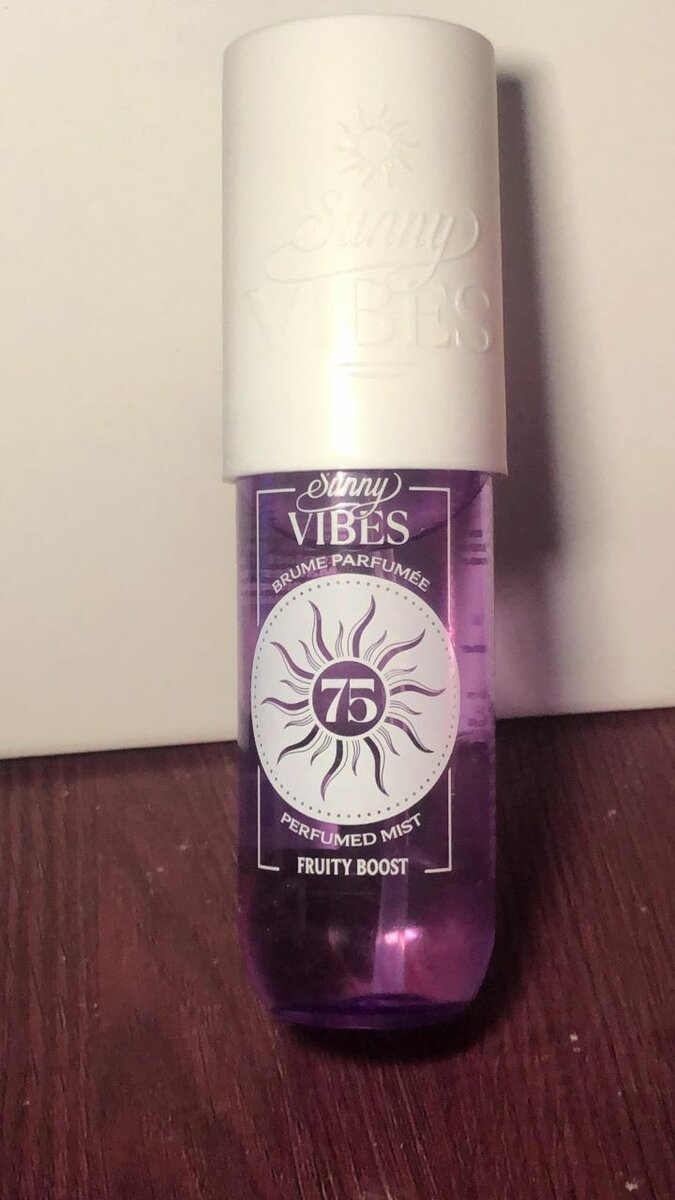 Sunny
VIBES
Sunny
VIBES
BRUME PARFUMÉE
75
PERFUMED MIST
FRUITY BOOST